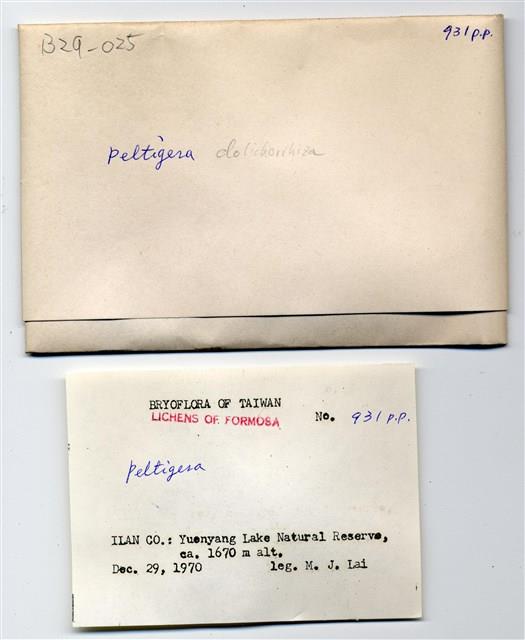 B29-025
931 p.p.
Peltigera dolichorrhiza
BRYOFLORA OF TAIWAN
LICHENS OF FORMOSA
No. 931 p.p.
Peltigera
ILAN CO.: Yuenyang Lake Natural Reserve,
ca. 1670 m alt.
Dec. 29, 1970 leg. M. J. Lai